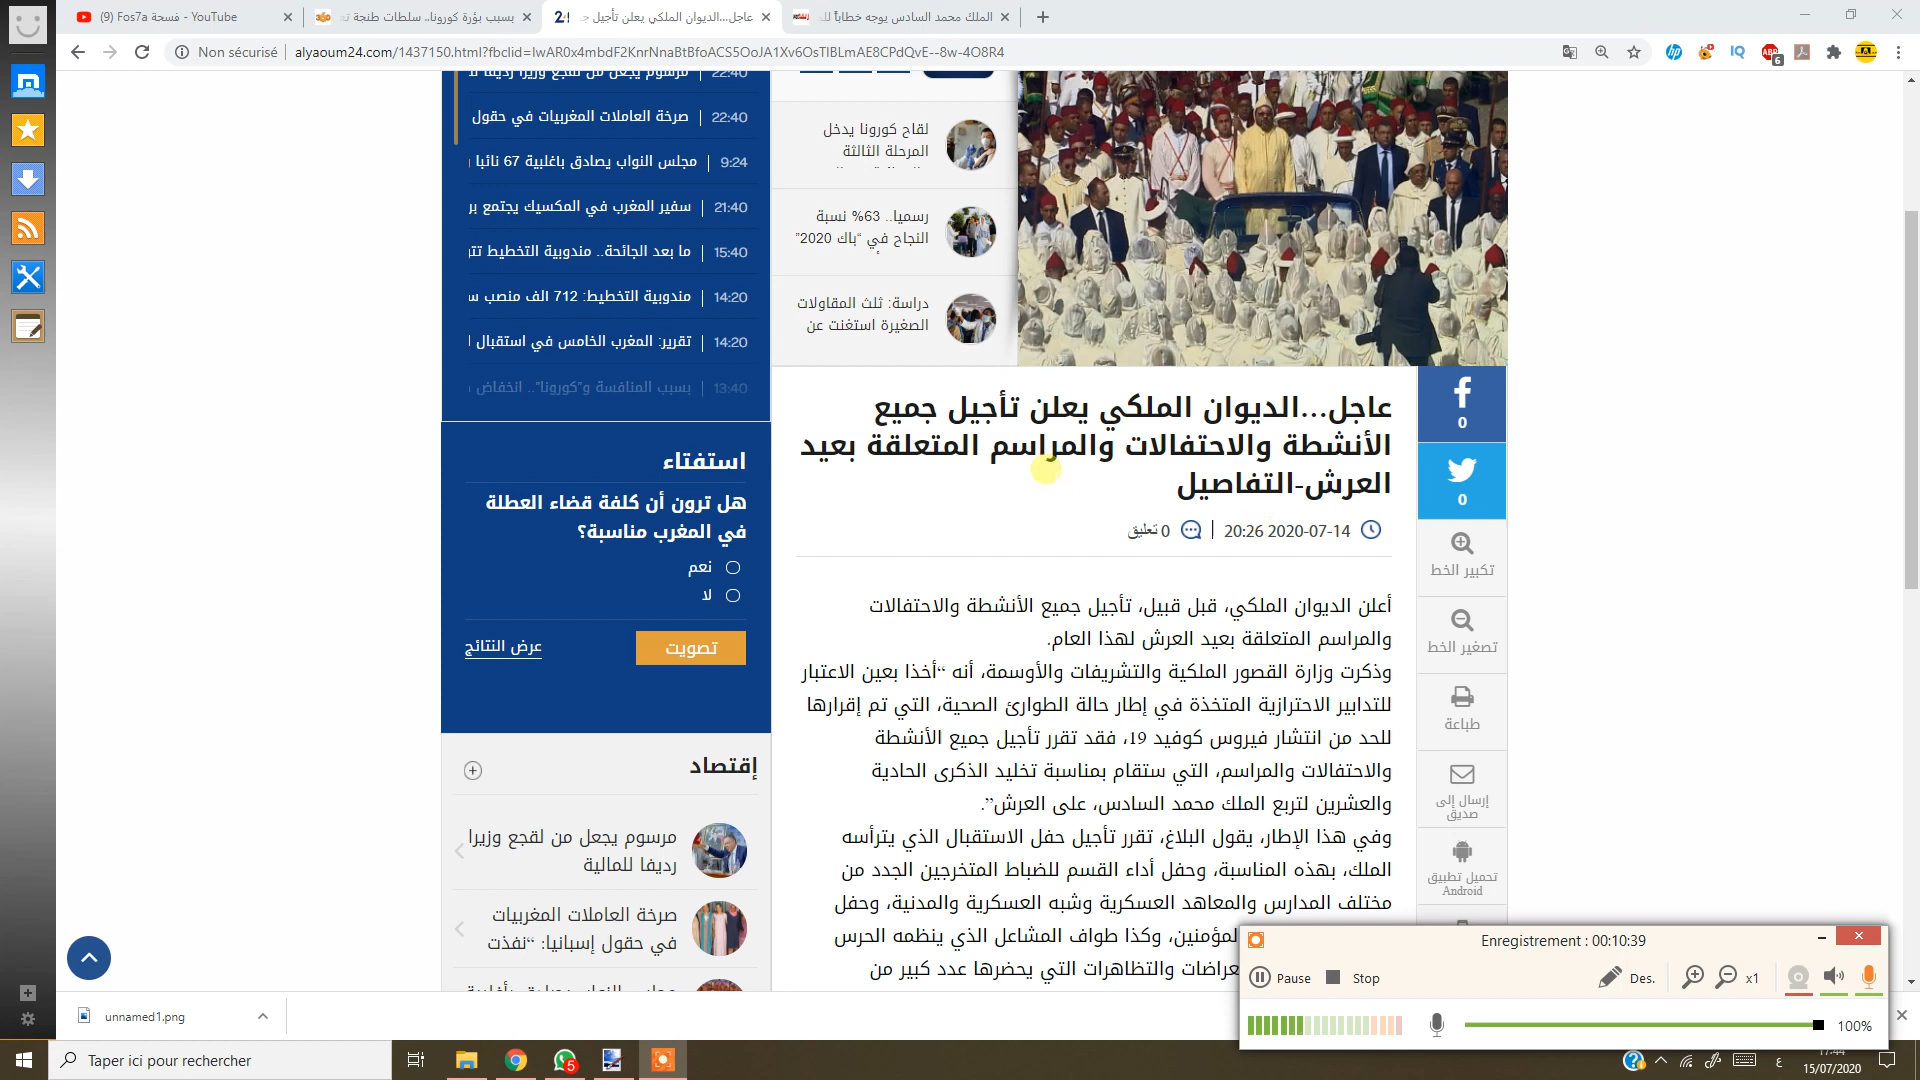 (9) YouTube - فسحة Fos7a
بسبب بؤرة كورونا.. سلطات طنجة
عاجل...الديوان الملكي يعلن تأجيل
الملك محمد السادس يوجه خطاباً
Non sécurisé
alyaoum24.com/1437150.html?fbclid=IwAR0x4mbdF2KnrNnaBtBfoACS5OoJA1Xv6OsTlBLmAE8CPdQvE--8w-4O8R4
22:40 مرسوم يجعل من لقجع وزيرا رديفا
22:40 صرخة العاملات المغربيات في حقول
9:24 مجلس النواب يصادق بأغلبية 67 نائبا
21:40 سفير المغرب في المكسيك يجتمع
15:40 ما بعد الجائحة.. مندوبية التخطيط
14:20 مندوبية التخطيط: 712 الف منصب
14:20 تقرير: المغرب الخامس في استقبال
13:40 بسبب المنافسة و"كورونا".. انخفاض
لقاح كورونا يدخل
المرحلة الثالثة
رسميا.. 63% نسبة
النجاح في “باك 2020”
دراسة: ثلث المقاولات
الصغيرة استغنت عن
عاجل...الديوان الملكي يعلن تأجيل جميع
الأنشطة والاحتفالات والمراسم المتعلقة بعيد
العرش-التفاصيل
2020-07-14 20:26
0 تعليق
أعلن الديوان الملكي، قبل قبيل، تأجيل جميع الأنشطة والاحتفالات
والمراسم المتعلقة بعيد العرش لهذا العام.
وذكرت وزارة القصور الملكية والتشريفات والأوسمة، أنه “أخذا بعين الاعتبار
للتدابير الاحترازية المتخذة في إطار حالة الطوارئ الصحية، التي تم إقرارها
للحد من انتشار فيروس كوفيد 19، فقد تقرر تأجيل جميع الأنشطة
والاحتفالات والمراسم، التي ستقام بمناسبة تخليد الذكرى الحادية
والعشرين لتربع الملك محمد السادس، على العرش”.
وفي هذا الإطار، يقول البلاغ، تقرر تأجيل حفل الاستقبال الذي يترأسه
الملك، بهذه المناسبة، وحفل أداء القسم للضباط المتخرجين الجدد من
مختلف المدارس والمعاهد العسكرية وشبه العسكرية والمدنية، وحفل
المؤمنين، وكذا طواف المشاعل الذي ينظمه الحرس
والتظاهرات التي يحضرها عدد كبير من
0
0
تكبير الخط
تصغير الخط
طباعة
إرسال إلى
صديق
تحميل تطبيق
Android
استفتاء
هل ترون أن كلفة قضاء العطلة
في المغرب مناسبة؟
نعم
لا
تصويت
عرض النتائج
إقتصاد
مرسوم يجعل من لقجع وزيرا
رديفا للمالية
صرخة العاملات المغربيات
في حقول إسبانيا: “نفذت
Enregistrement : 00:10:39
Pause
Stop
Des.
x1
100%
unnamed1.png
Taper ici pour rechercher
5
ع
17:44
15/07/2020